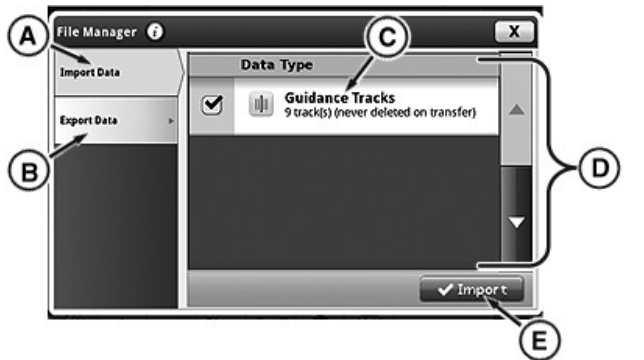 A
File Manager i
X
C
Import Data
Data Type
Guidance Tracks
9 track(s) (never deleted on transfer)
Export Data
B
D
Import
E